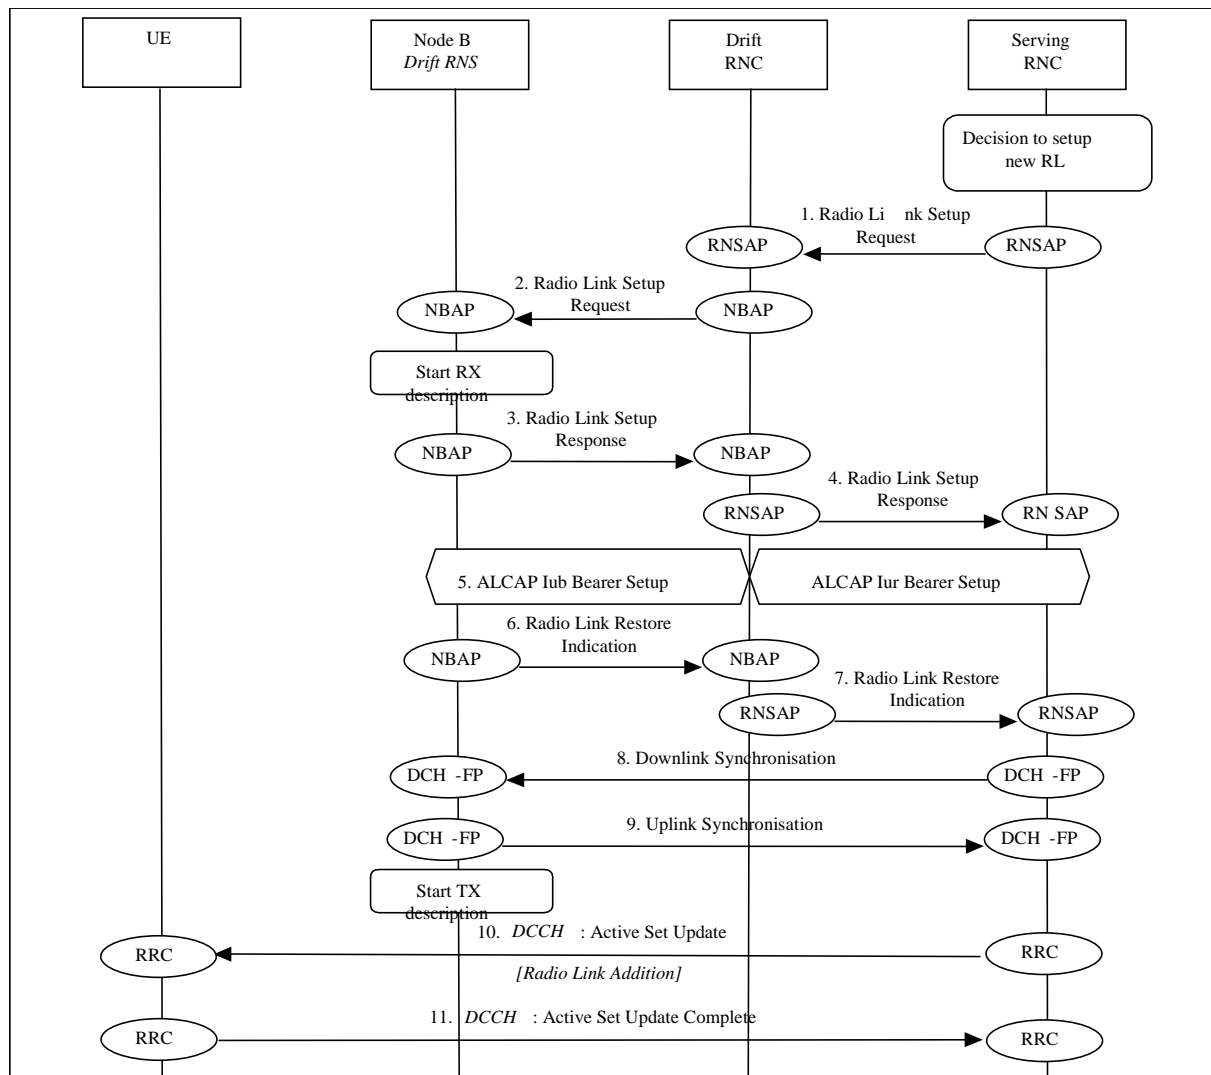 UE
Node B
Drift RNS
Drift
RNC
Serving
RNC
Decision to setup
new RL
1. Radio Li nk Setup
Request
RNSAP
RNSAP
2. Radio Link Setup
Request
NBAP
NBAP
Start RX
description
3. Radio Link Setup
Response
NBAP
NBAP
4. Radio Link Setup
Response
RNSAP
RN SAP
5. ALCAP Iub Bearer Setup
ALCAP Iur Bearer Setup
6. Radio Link Restore
Indication
NBAP
NBAP
7. Radio Link Restore
Indication
RNSAP
RNSAP
8. Downlink Synchronisation
DCH -FP
DCH -FP
9. Uplink Synchronisation
DCH -FP
DCH -FP
Start TX
description
10. DCCH : Active Set Update
RRC
RRC
[Radio Link Addition]
11. DCCH : Active Set Update Complete
RRC
RRC